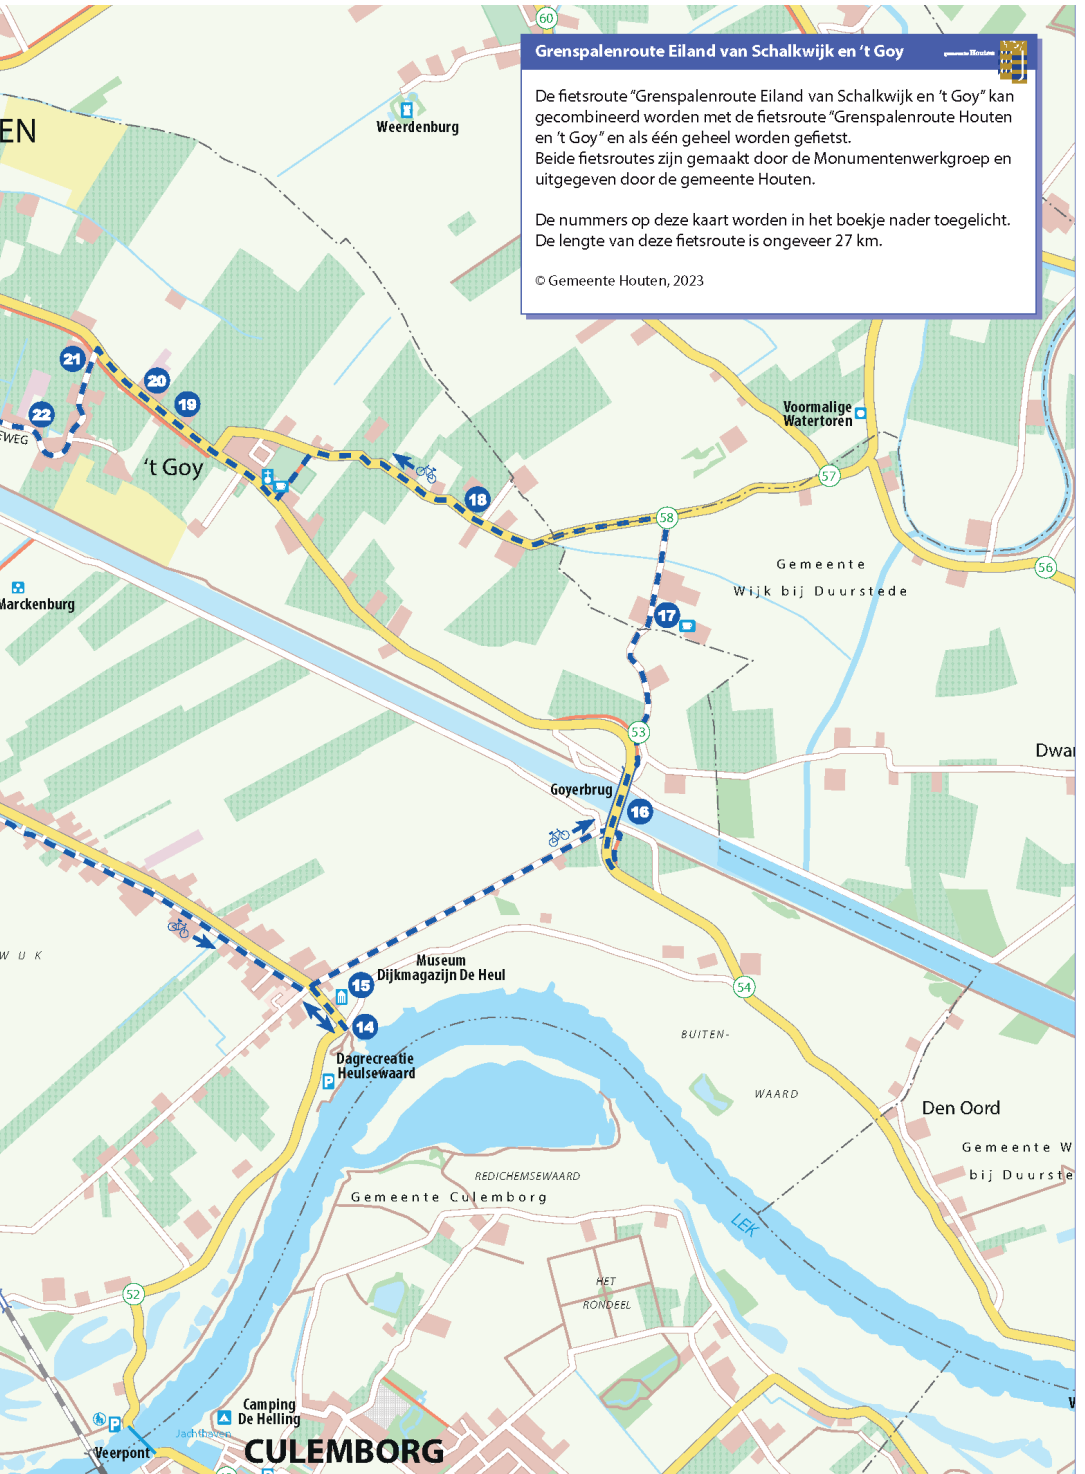 60
Grenspalenroute Eiland van Schalkwijk en ‘t Goy
gemeente Houten
De fietsroute “Grenspalenroute Eiland van Schalkwijk en ’t Goy” kan
gecombineerd worden met de fietsroute “Grenspalenroute Houten
en ’t Goy” en als één geheel worden gefietst.
Beide fietsroutes zijn gemaakt door de Monumentenwerkgroep en
uitgegeven door de gemeente Houten.
De nummers op deze kaart worden in het boekje nader toegelicht.
De lengte van deze fietsroute is ongeveer 27 km.
© Gemeente Houten, 2023
EN
Weerdenburg
21
20
19
22
EWEG
‘t Goy
18
Voormalige
Watertoren
57
58
56
Gemeente
Wijk bij Duurstede
Marckenburg
17
53
Dwar
Goyerbrug
16
W IJ K
Museum
Dijkmagazijn De Heul
15
54
14
BUITEN-
WAARD
Dagrecreatie
Heulsewaard
P
Den Oord
Gemeente W
bij Duurste
REDICHEMSEWAARD
Gemeente Culemborg
LEK
HET
RONDEEL
52
Camping
De Helling
P
Jachthaven
Veerpont
CULEMBORG
W